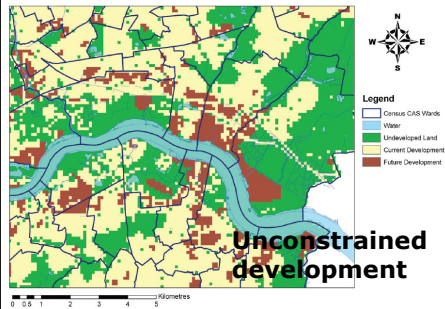 N
W E
S
Legend
Census CAS Wards
Water
Undeveloped Land
Current Development
Future Development
Unconstrained
development
Kilometres
0 0.5 1 2 3 4 5